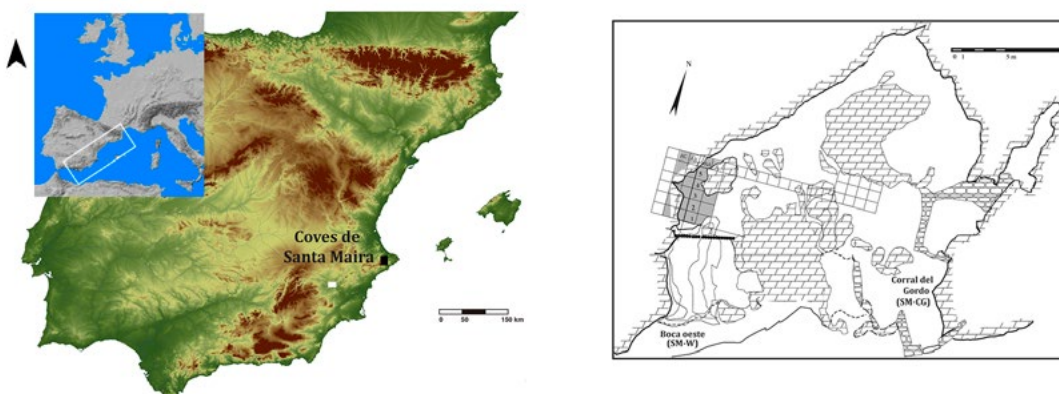 Coves de
Santa Maira
0 50 150 km
N
0 1 5 m
Corral del
Gordo
(SM-CG)
Boca oeste
(SM-W)